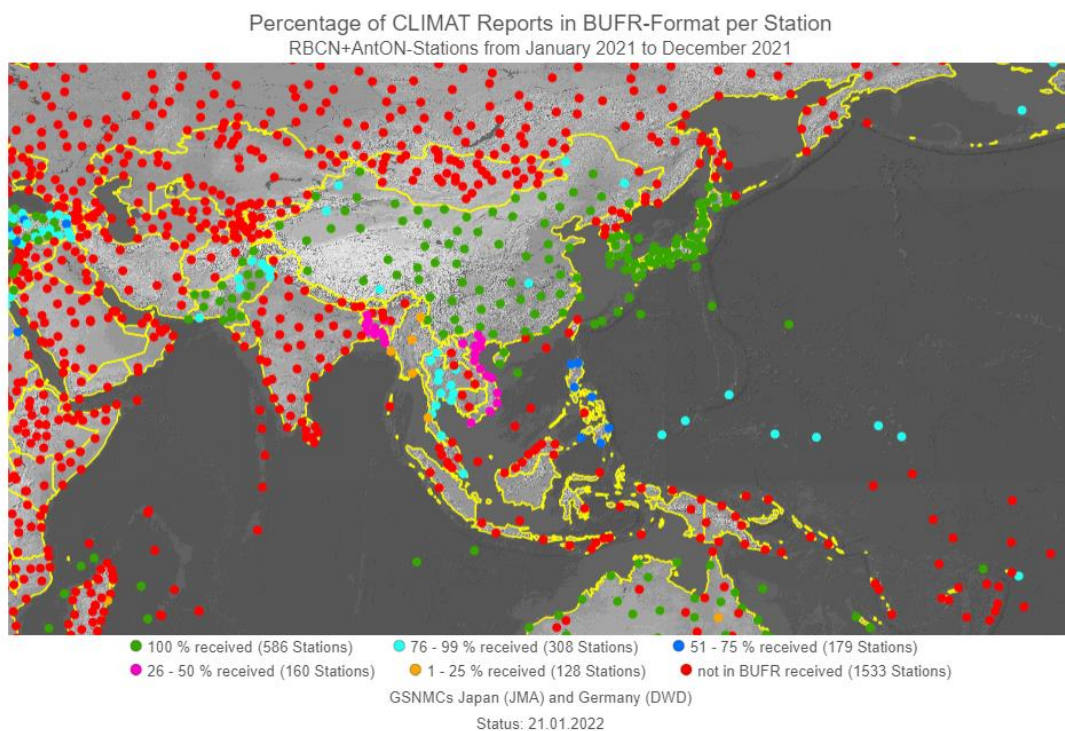 Percentage of CLIMAT Reports in BUFR-Format per Station
RBCN+AntON-Stations from January 2021 to December 2021
100 % received (586 Stations)
76 - 99 % received (308 Stations)
51 - 75 % received (179 Stations)
26 - 50 % received (160 Stations)
1 - 25 % received (128 Stations)
not in BUFR received (1533 Stations)
GSNMCs Japan (JMA) and Germany (DWD)
Status: 21.01.2022